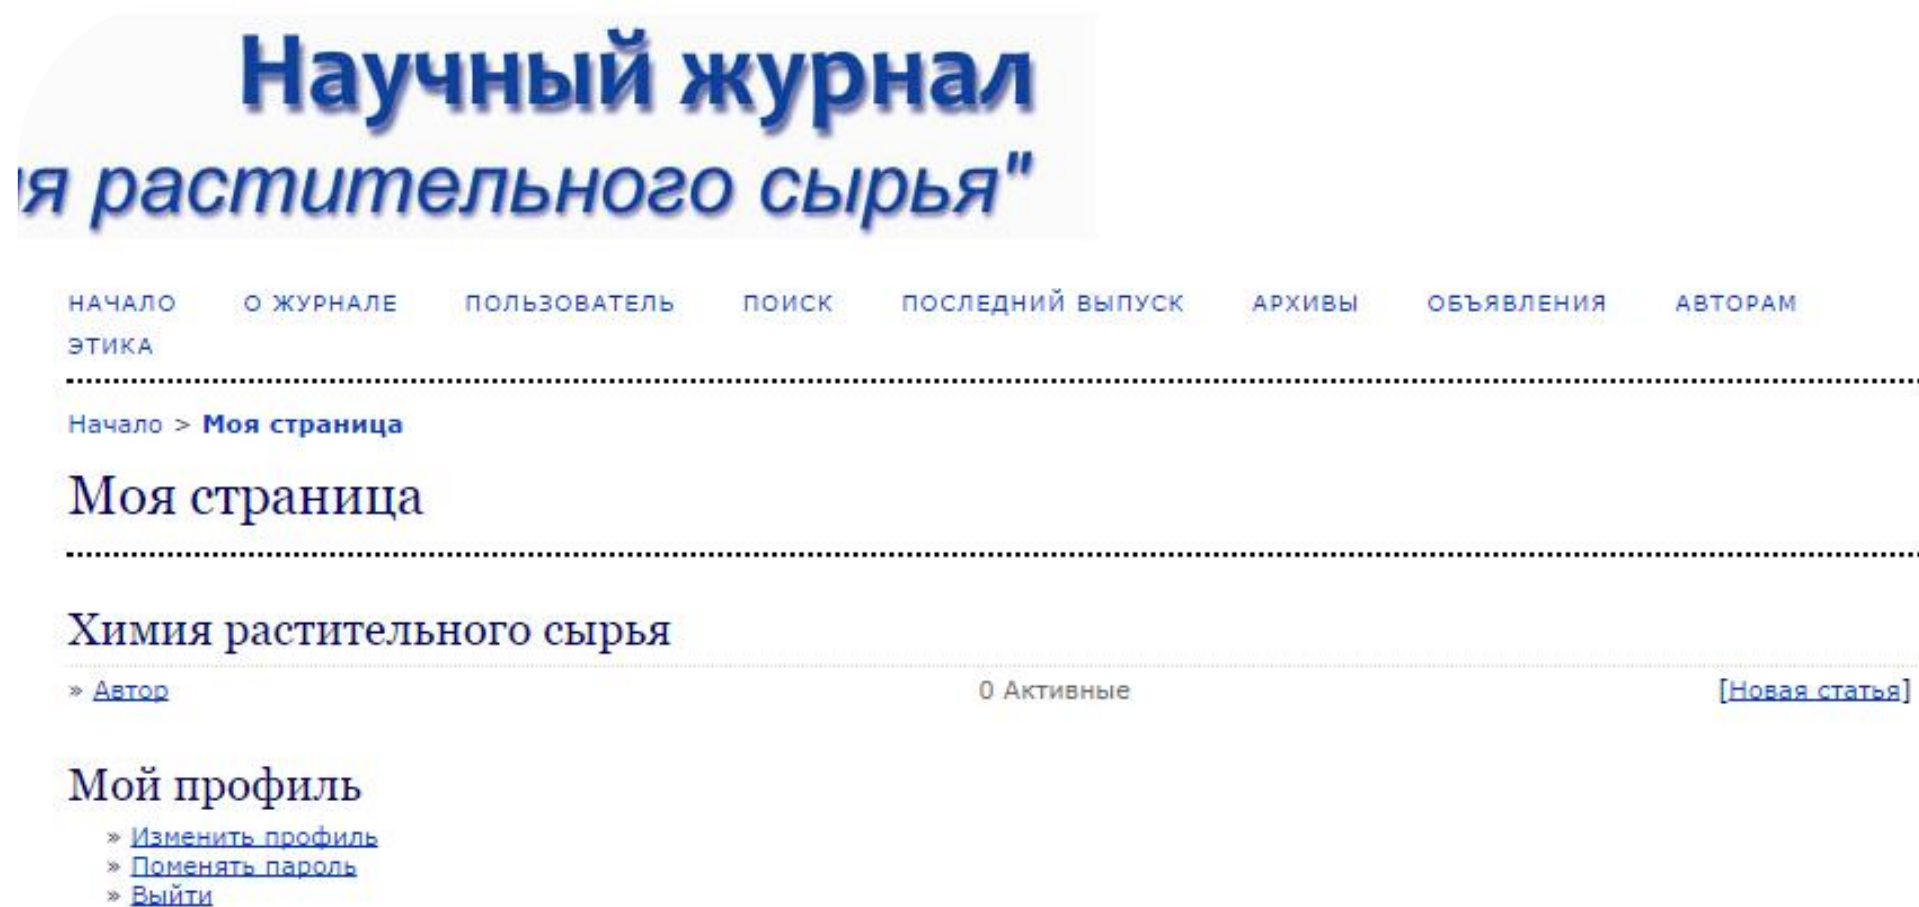 Научный журнал
я растительного сырья"
НАЧАЛО О ЖУРНАЛЕ ПОЛЬЗОВАТЕЛЬ ПОИСК ПОСЛЕДНИЙ ВЫПУСК АРХИВЫ ОБЪЯВЛЕНИЯ АВТОРАМ
ЭТИКА
Начало > Моя страница
Моя страница
Химия растительного сырья
» Автор 0 Активные [Новая статья]
Мой профиль
» Изменить профиль
» Поменять пароль
» Выйти